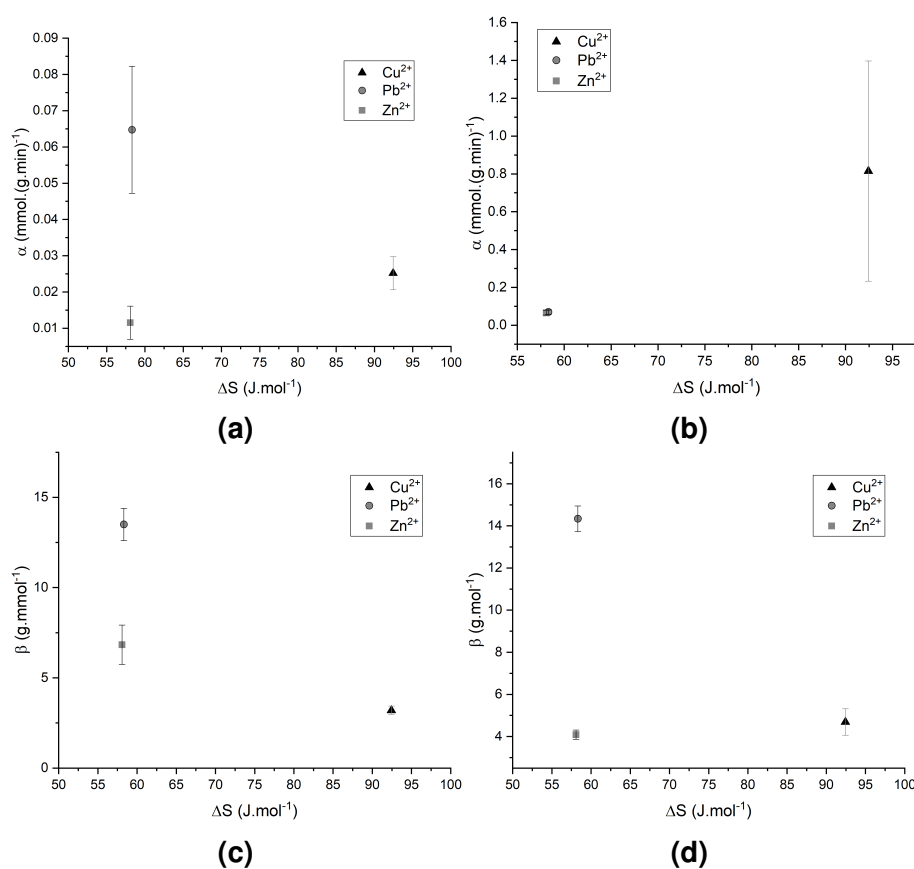 0.09
0.08
0.07
0.06
0.05
0.04
0.03
0.02
0.01
α (mmol.(g.min)⁻¹
Cu²⁺
Pb²⁺
Zn²⁺
50 55 60 65 70 75 80 85 90 95 100
ΔS (J.mol⁻¹)
(a)
1.6
1.4
1.2
1.0
0.8
0.6
0.4
0.2
0.0
α (mmol.(g.min)⁻¹
Cu²⁺
Pb²⁺
Zn²⁺
55 60 65 70 75 80 85 90 95
ΔS (J.mol⁻¹)
(b)
15
10
5
0
β (g.mmol⁻¹)
Cu²⁺
Pb²⁺
Zn²⁺
50 55 60 65 70 75 80 85 90 95 100
ΔS (J.mol⁻¹)
(c)
16
14
12
10
8
6
4
β (g.mmol⁻¹)
Cu²⁺
Pb²⁺
Zn²⁺
50 55 60 65 70 75 80 85 90 95 100
ΔS (J.mol⁻¹)
(d)